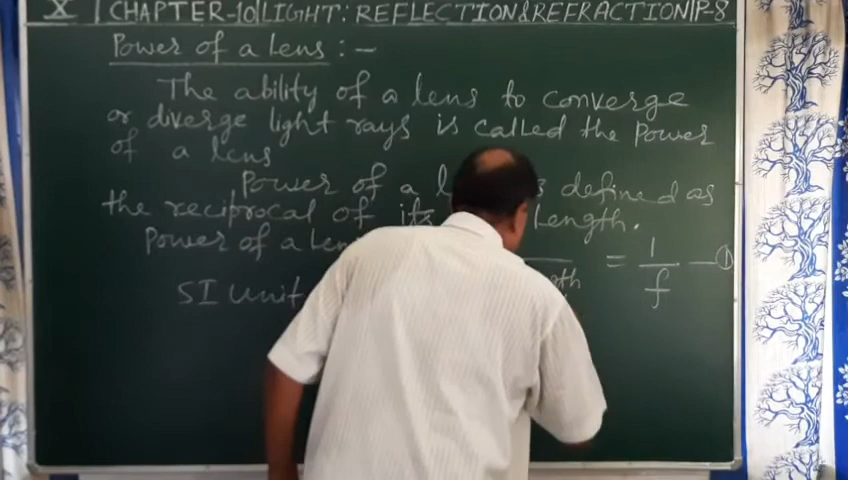 X | CHAPTER-10|LIGHT: REFLECTION & REFRACTION|P-8
Power of a Lens :-
The ability of a lens to converge
or diverge light rays is called the Power
of a lens
Power of a l s defined as
the reciprocal of its Length.
Power of a Len = 1/f -①
SI Unit gth